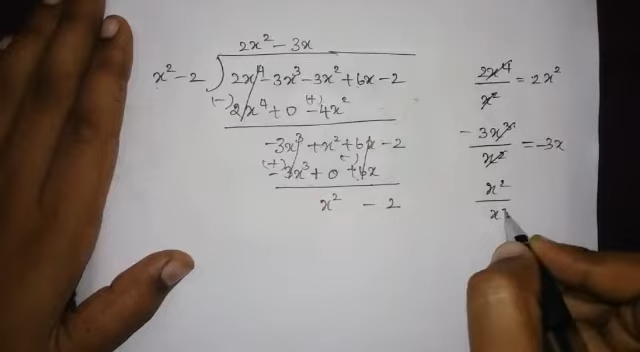 2x² - 3x
x² - 2 ) 2x⁴ - 3x³ - 3x² + 6x - 2
(-) 2x⁴ + 0 (+) - 4x²
- 3x³ + x² + 6x - 2
(+) - 3x³ + 0 (-) + 6x
x² - 2
2x⁴ / x² = 2x²
- 3x³ / x² = -3x
x² / x²